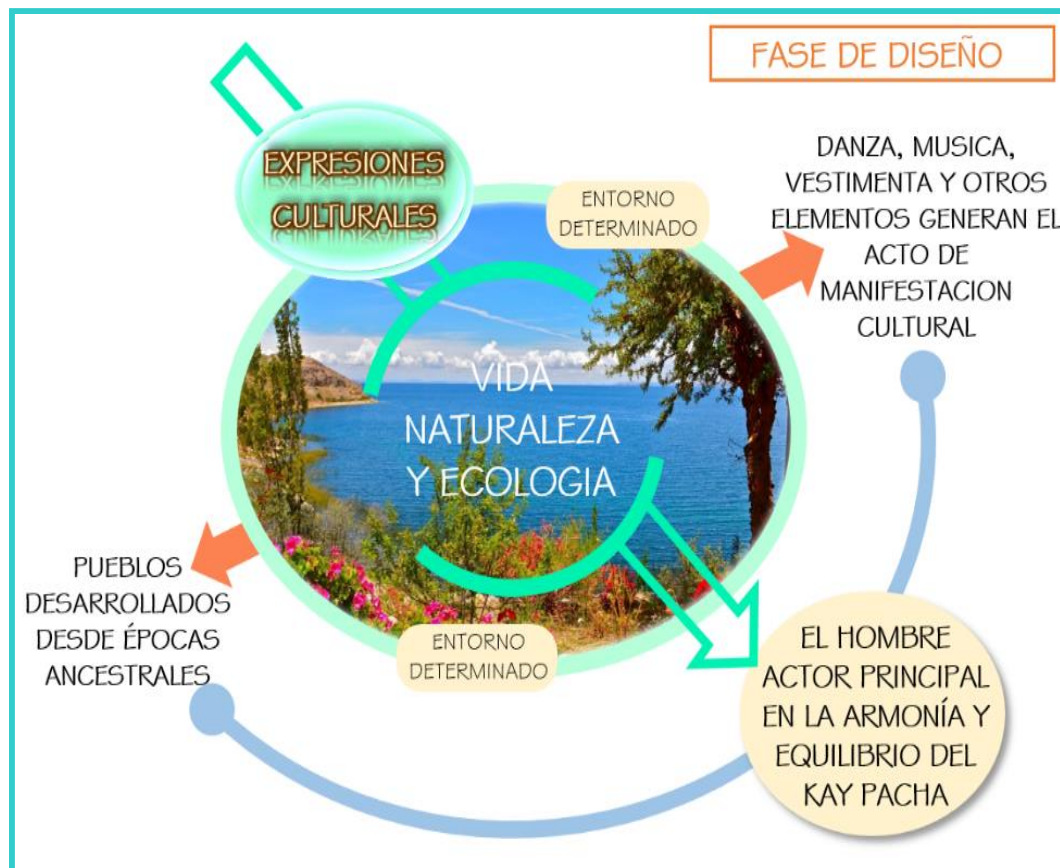 FASE DE DISEÑO
EXPRESIONES
CULTURALES
ENTORNO
DETERMINADO
DANZA, MUSICA,
VESTIMENTA Y OTROS
ELEMENTOS GENERAN EL
ACTO DE
MANIFESTACION
CULTURAL
VIDA
NATURALEZA
Y ECOLOGIA
PUEBLOS
DESARROLLADOS
DESDE ÉPOCAS
ANCESTRALES
ENTORNO
DETERMINADO
EL HOMBRE
ACTOR PRINCIPAL
EN LA ARMONÍA Y
EQUILIBRIO DEL
KAY PACHA